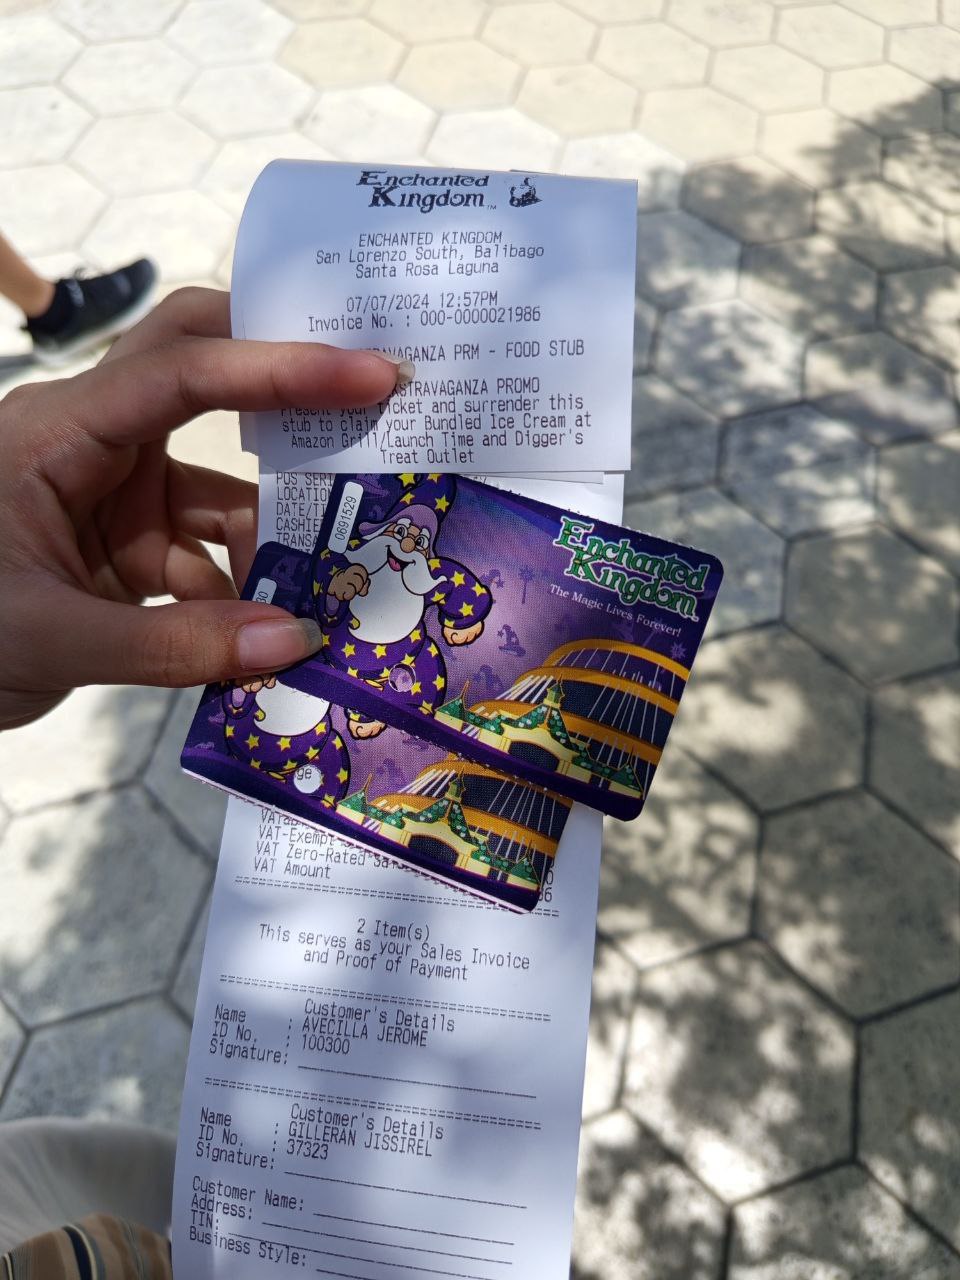 Enchanted
Kingdom™
ENCHANTED KINGDOM
San Lorenzo South, Balibago
Santa Rosa Laguna
07/07/2024 12:57PM
Invoice No. : 000-0000021986
PRM - FOOD STUB
PROMO
Present your ticket and surrender this
stub to claim your Bundled Ice Cream at
Amazon Grill/Launch Time and Digger's
Treat Outlet
POS
0691529
Enchanted
Kingdom
The Magic Lives Forever!
VAT Zero-Rated
VAT Amount
2 Item(s)
This serves as your Sales Invoice
and Proof of Payment
Customer's Details
Name : AVECILLA JEROME
ID No. : 100300
Signature:
Customer's Details
Name : GILLERAN JISSIREL
ID No. : 37323
Signature:
Customer Name:
Address:
TIN:
Business Style: